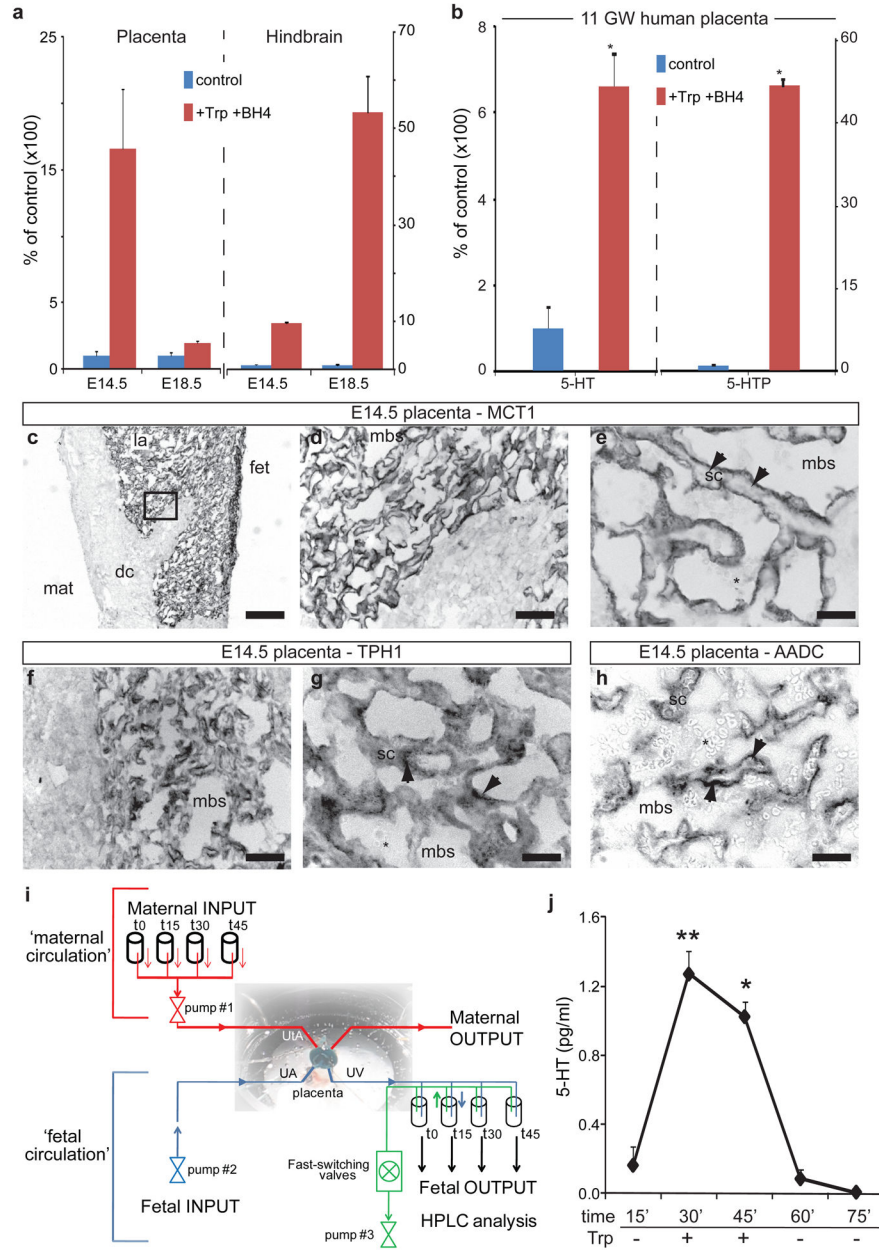 a
Placenta
Hindbrain
control
+Trp +BH4
% of control (x100)
25
15
5
0
70
60
50
40
30
20
10
0
E14.5
E18.5
E14.5
E18.5
b
11 GW human placenta
control
+Trp +BH4
% of control (x100)
8
6
4
2
0
60
45
30
15
0
5-HT
5-HTP
*
*
E14.5 placenta - MCT1
c
la
fet
dc
mat
d
mbs
e
sc
mbs
*
E14.5 placenta - TPH1
E14.5 placenta - AADC
f
mbs
g
sc
*
mbs
h
sc
*
mbs
i
Maternal INPUT
t0
t15
t30
t45
'maternal
circulation'
pump #1
UtA
Maternal
OUTPUT
UA
UV
placenta
'fetal
circulation'
pump #2
Fetal INPUT
t0
t15
t30
t45
Fast-switching
valves
Fetal OUTPUT
HPLC analysis
pump #3
j
5-HT (pg/ml)
1.6
1.2
0.8
0.4
0.0
**
*
time 15' 30' 45' 60' 75'
Trp - + + - -